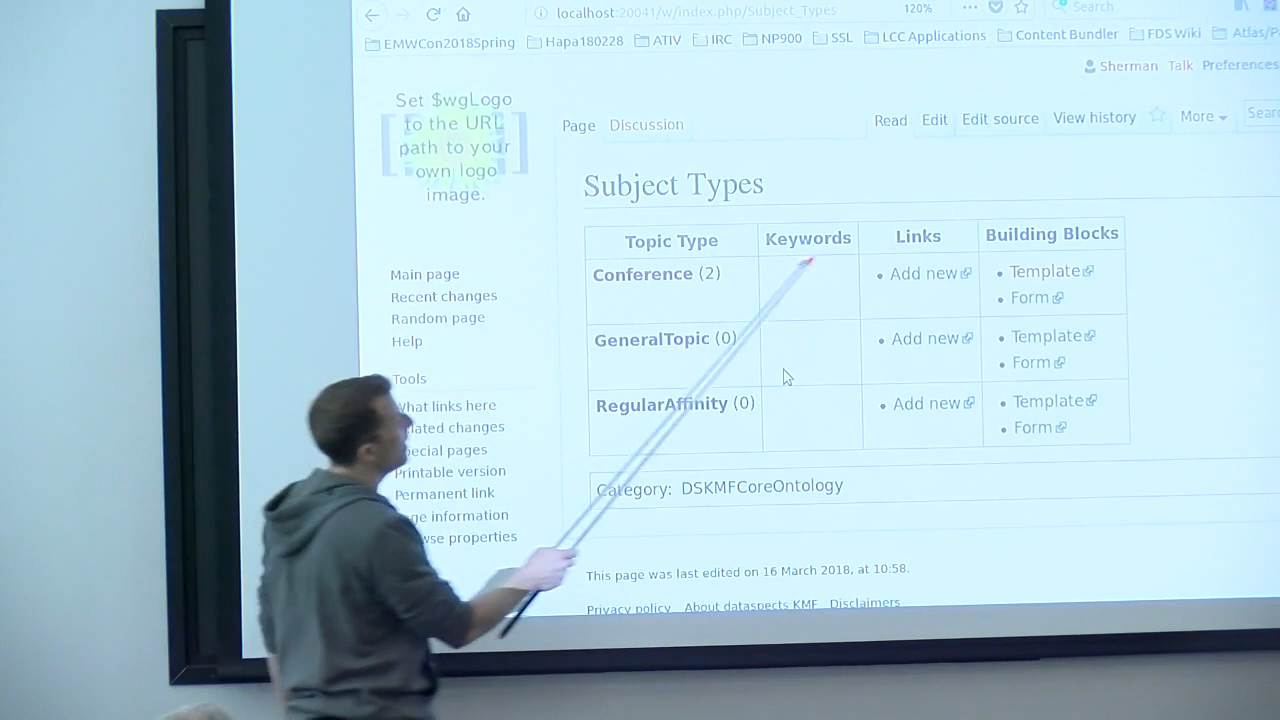 localhost:20041/w/index.php/Subject_Types
120%
Search
EMWCon2018Spring
Hapa180228
ATIV
IRC
NP900
SSL
LCC Applications
Content Bundler
FDS Wiki
Sherman Talk Preferences
Set $wgLogo
to the URL
path to your
own logo
image.
Page Discussion
Read Edit Edit source View history More
Subject Types
Topic Type Keywords Links Building Blocks
Conference (2) Add new Template
Form
GeneralTopic (0) Add new Template
Form
RegularAffinity (0) Add new Template
Form
Category: DSKMFCoreOntology
This page was last edited on 16 March 2018, at 10:58.
Privacy policy About dataspects KMF Disclaimers
Main page
Recent changes
Random page
Help
Tools
What links here
changes
pages
Printable version
Permanent link
information
properties